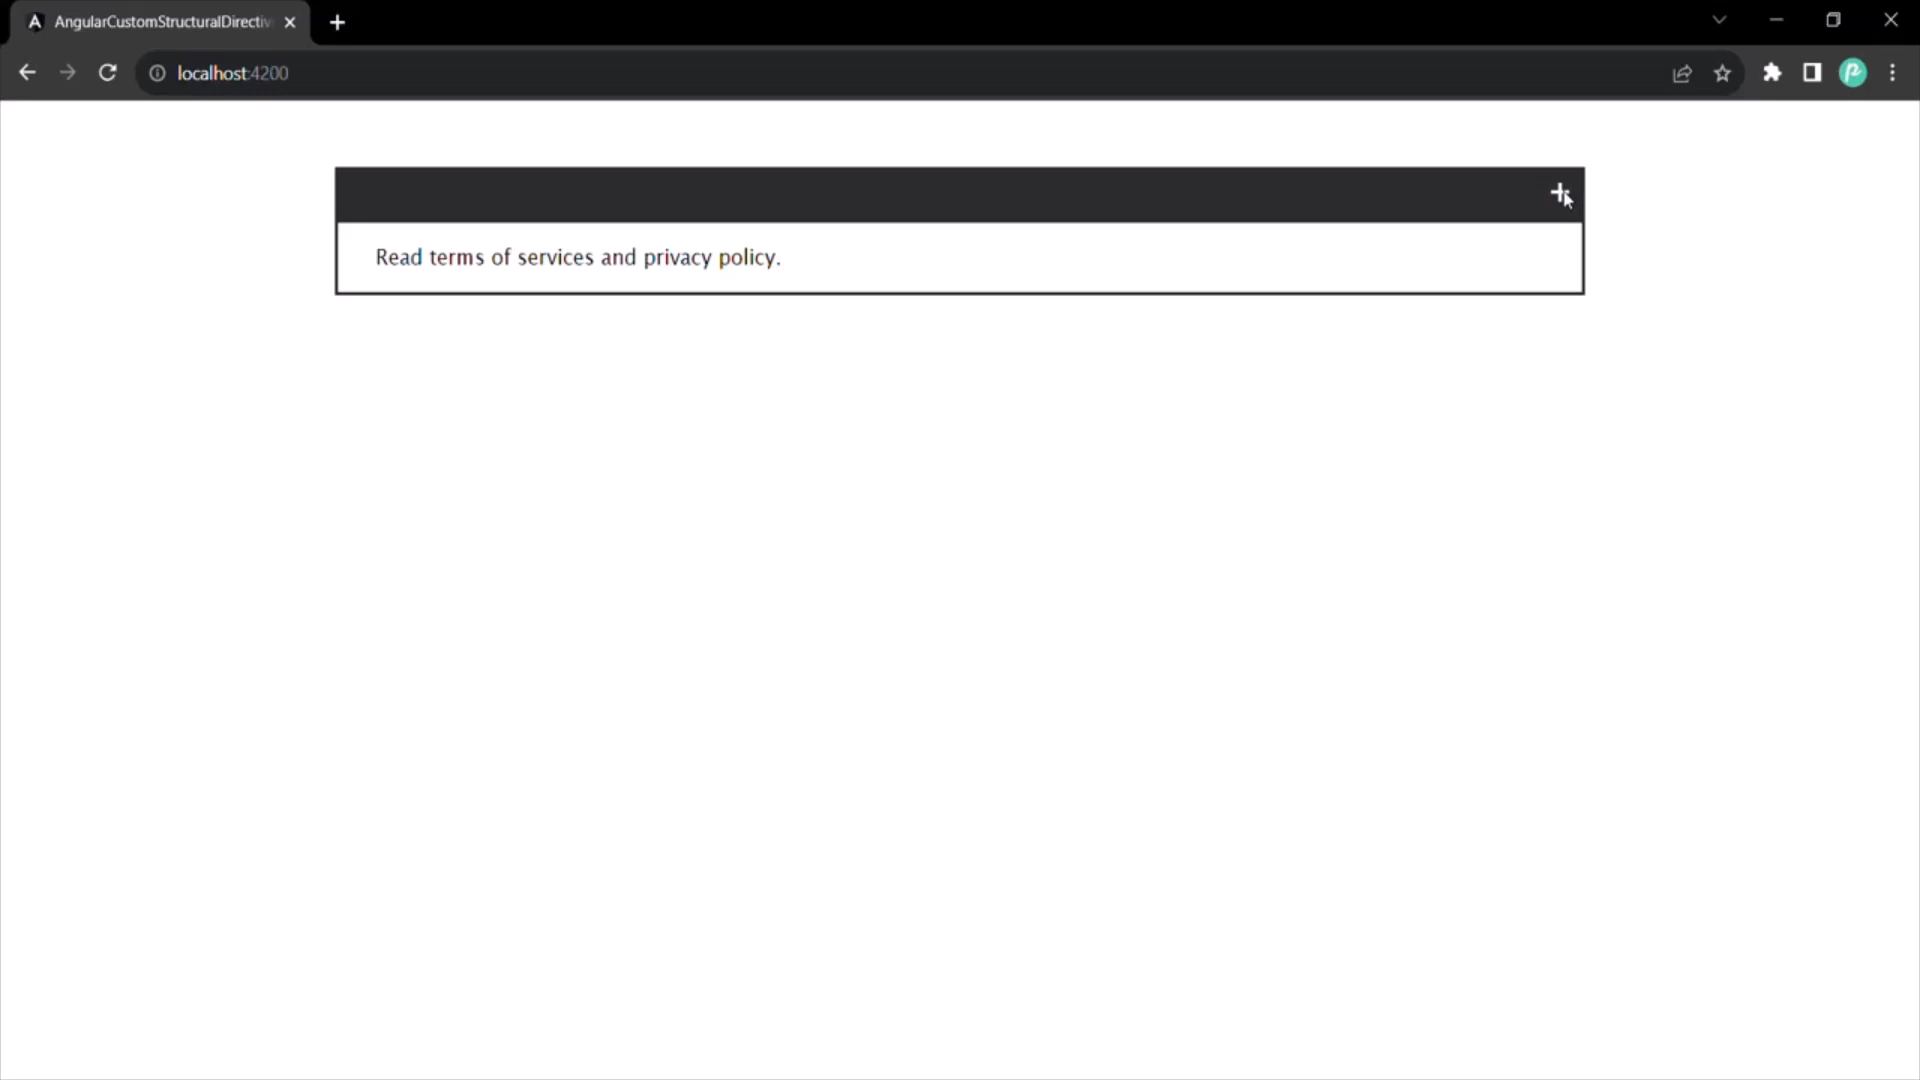 AngularCustomStructuralDirectiv
localhost:4200
Read terms of services and privacy policy.